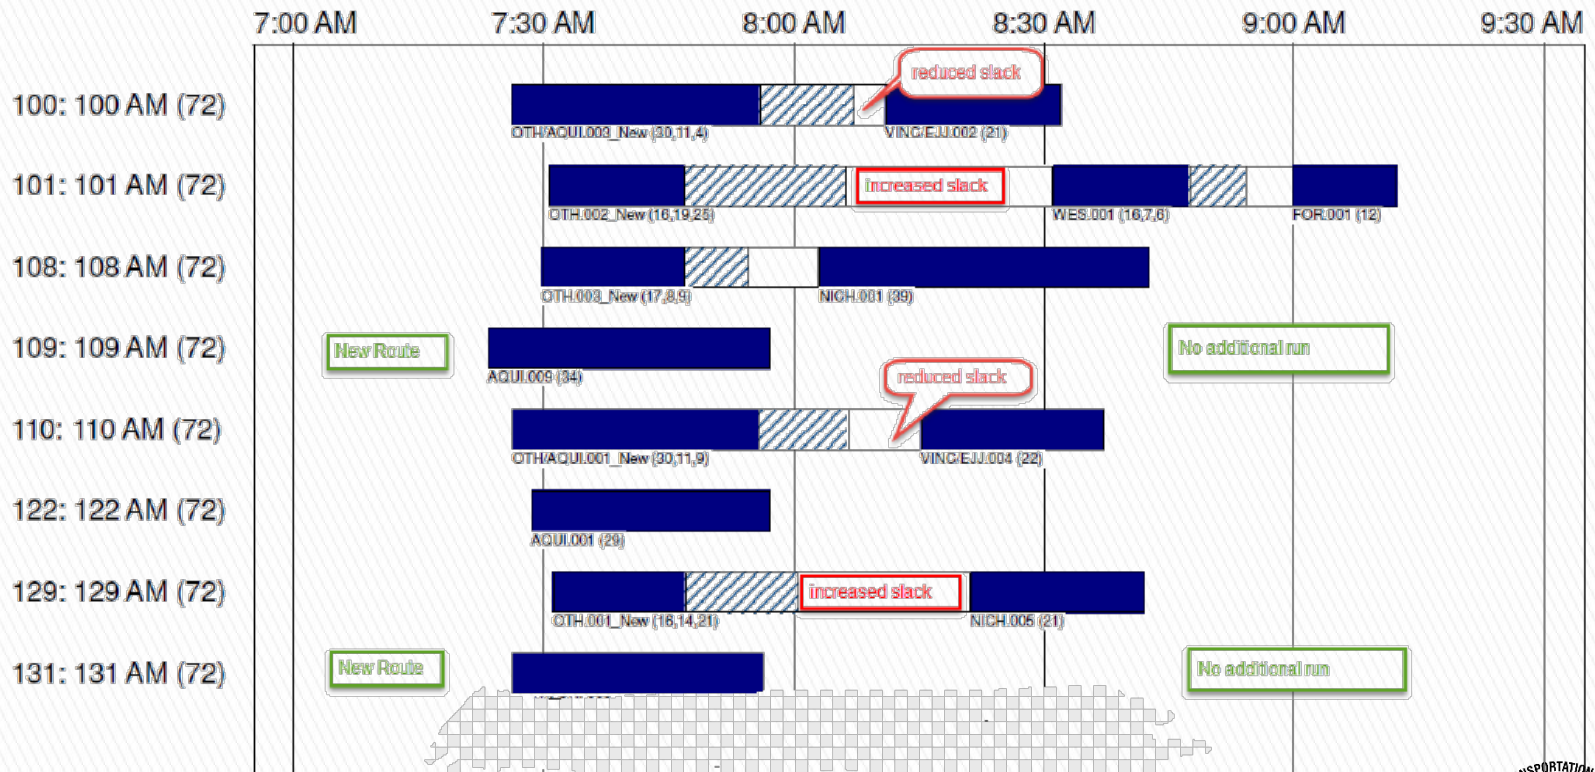 7:00 AM 7:30 AM 8:00 AM 8:30 AM 9:00 AM 9:30 AM
reduced slack
100: 100 AM (72)
OTH/AQUI.003_New (30,11,4) VINC/EJJ.002 (21)
101: 101 AM (72) increased slack
OTH.002_New (16,19,25) WES.001 (16,7,6) FOR.001 (12)
108: 108 AM (72)
OTH.003_New (17,8,9) NICH.001 (39)
109: 109 AM (72) New Route No additional run
AQUI.009 (34) reduced slack
110: 110 AM (72)
OTH/AQUI.001_New (30,11,9) VINC/EJJ.004 (22)
122: 122 AM (72)
AQUI.001 (29)
129: 129 AM (72) increased slack
OTH.001_New (16,14,21) NICH.005 (21)
131: 131 AM (72) New Route No additional run